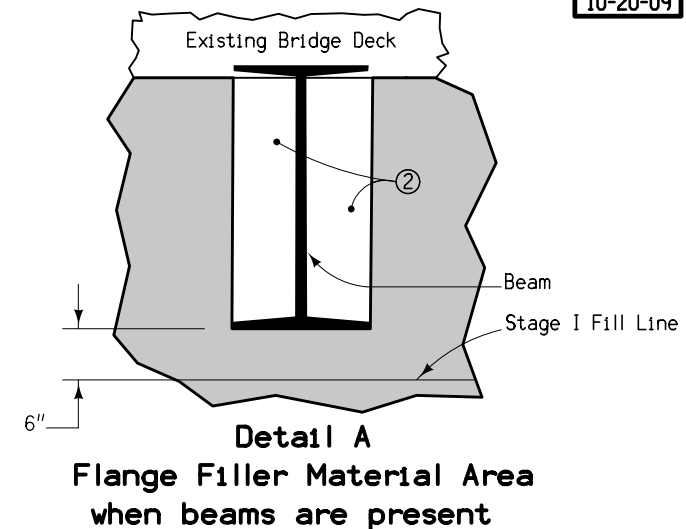 10-20-09
Existing Bridge Deck
2
Beam
Stage I Fill Line
6"
Detail A
Flange Filler Material Area
when beams are present